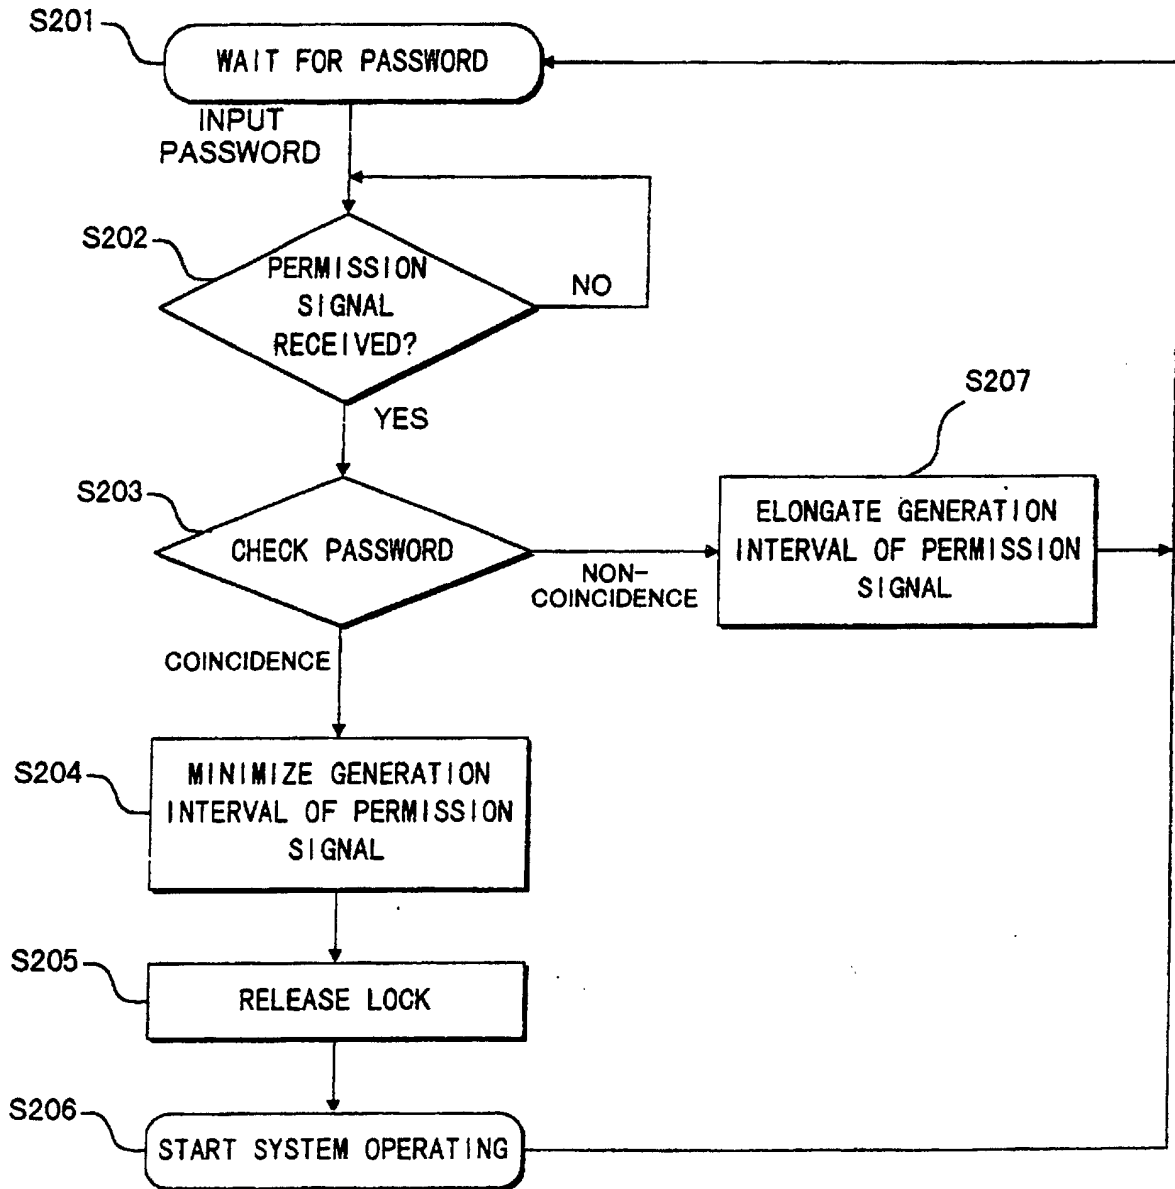 S201
WAIT FOR PASSWORD
INPUT
PASSWORD
S202
PERMISSION
SIGNAL
RECEIVED?
NO
YES
S203
CHECK PASSWORD
NON-
COINCIDENCE
S207
ELONGATE GENERATION
INTERVAL OF PERMISSION
SIGNAL
COINCIDENCE
S204
MINIMIZE GENERATION
INTERVAL OF PERMISSION
SIGNAL
S205
RELEASE LOCK
S206
START SYSTEM OPERATING